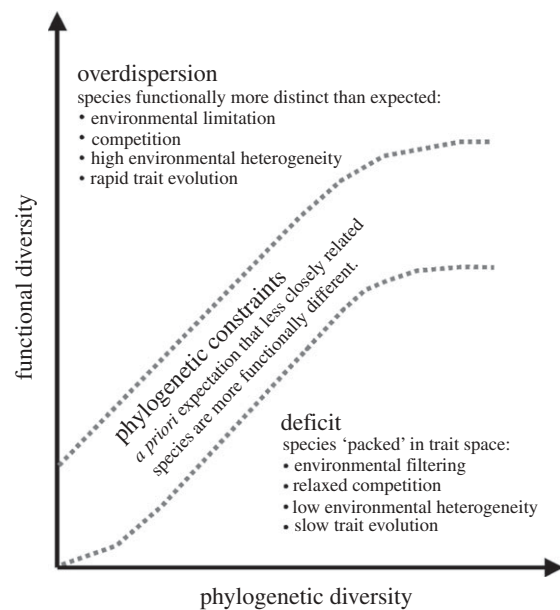 overdispersion
species functionally more distinct than expected:
• environmental limitation
• competition
• high environmental heterogeneity
• rapid trait evolution
functional diversity
phylogenetic constraints
a priori expectation that less closely related
species are more functionally different.
deficit
species ‘packed’ in trait space:
• environmental filtering
• relaxed competition
• low environmental heterogeneity
• slow trait evolution
phylogenetic diversity